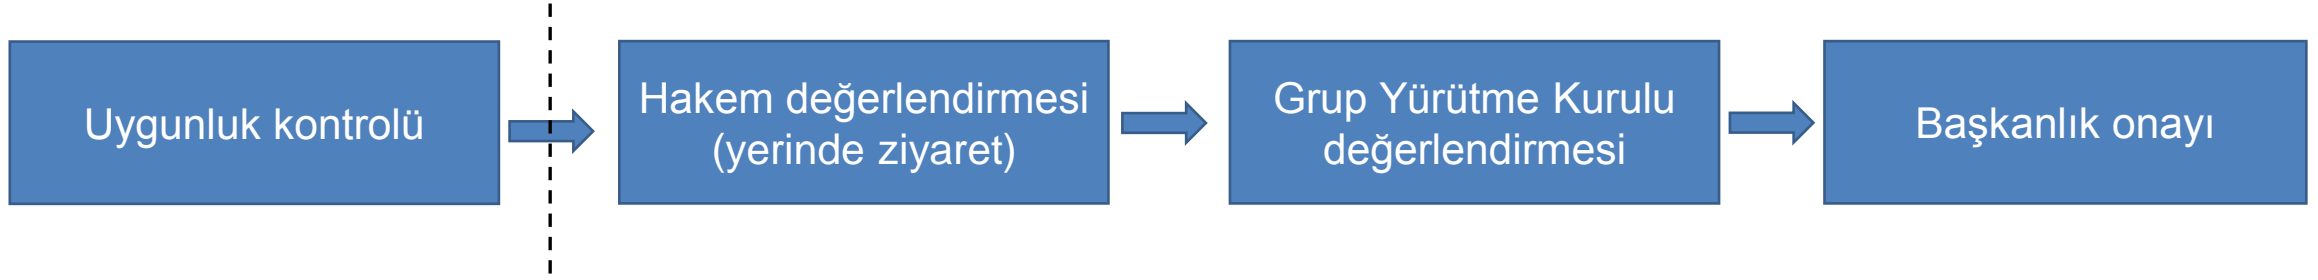 Uygunluk kontrolü
Hakem değerlendirmesi
(yerinde ziyaret)
Grup Yürütme Kurulu
değerlendirmesi
Başkanlık onayı